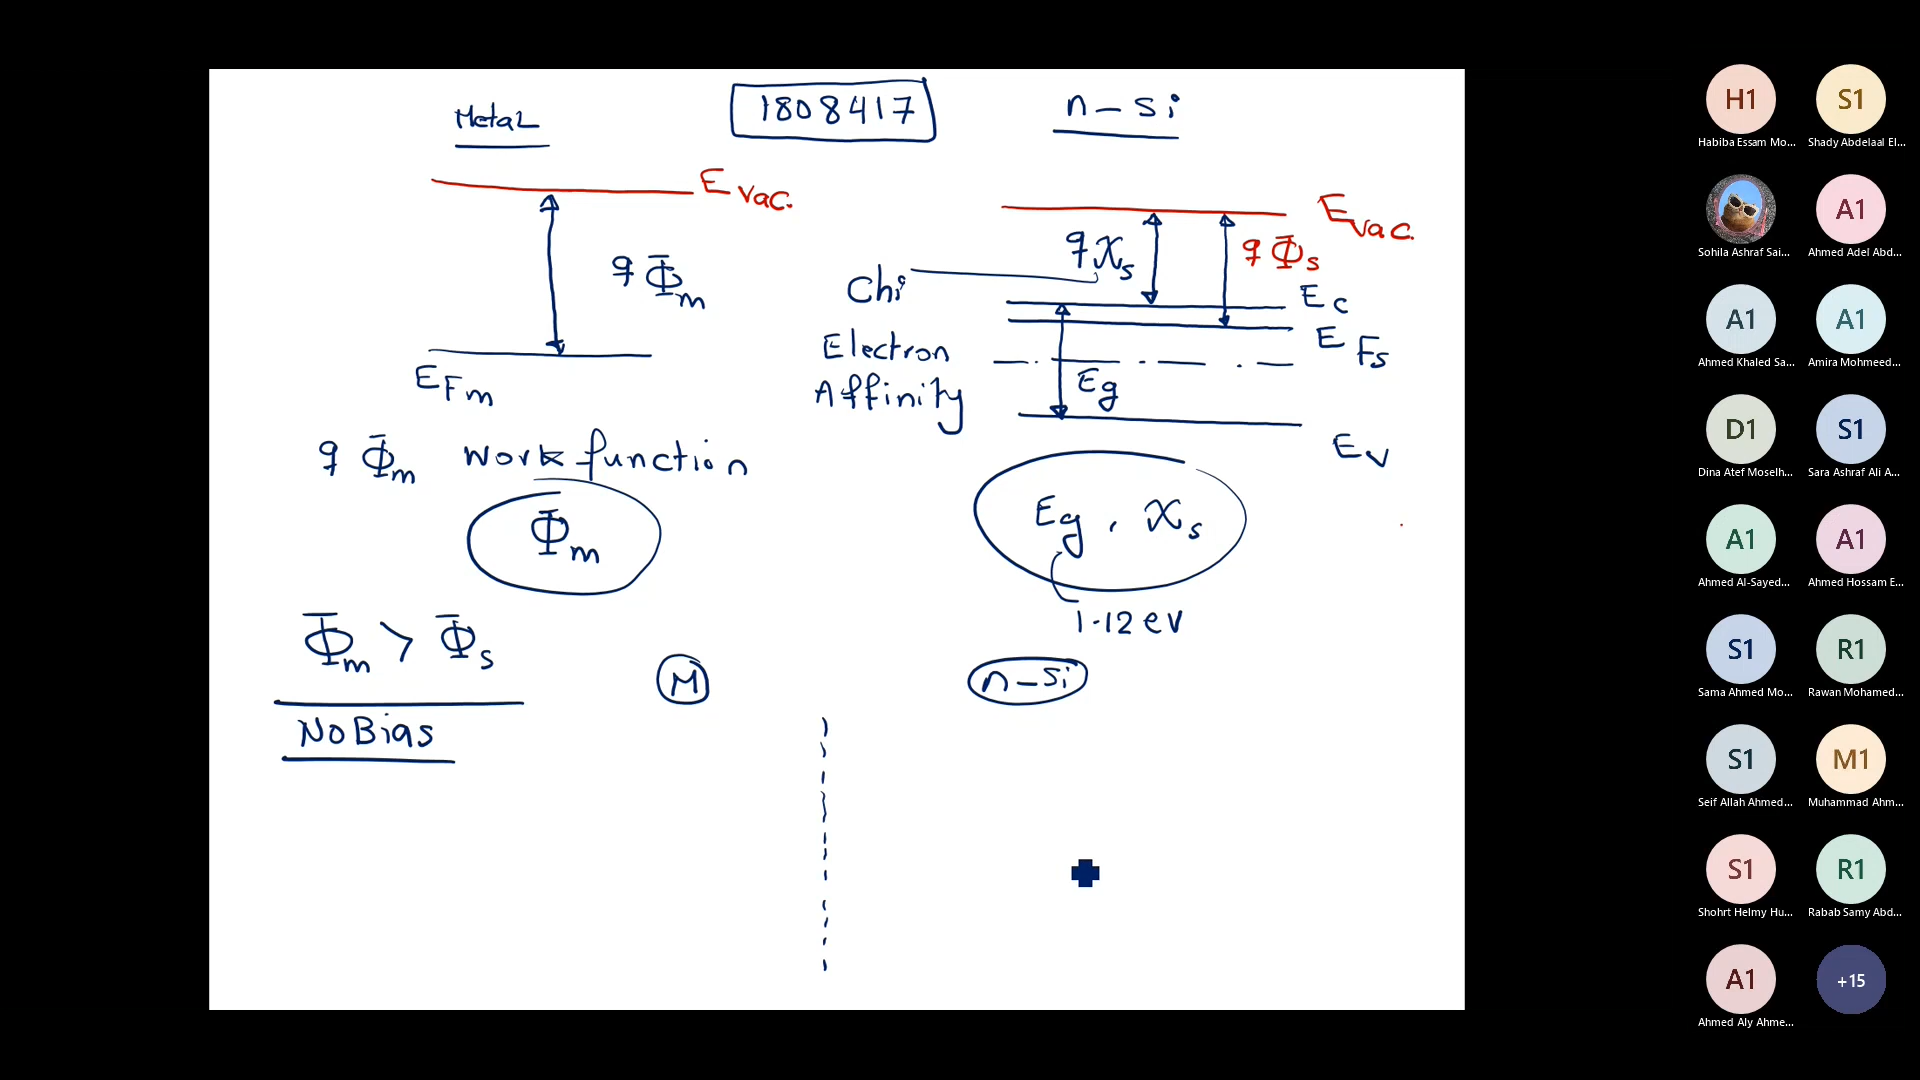 Metal
1808417
n-Si
Evac.
qΦm
EFm
qΦm work function
Φm
Evac.
qχs
qΦs
Chi
Electron
Affinity
Ec
EFs
Eg
Ev
Eg, χs
1.12 eV
Φm > Φs
No Bias
M
n-Si
H1
Habiba Essam Mo...
S1
Shady Abdelaal El...
Sohila Ashraf Sai...
A1
Ahmed Adel Abd...
A1
Ahmed Khaled Sa...
A1
Amira Mohmeed...
D1
Dina Atef Moselh...
S1
Sara Ashraf Ali A...
A1
Ahmed Al-Sayed...
A1
Ahmed Hossam E...
S1
Sama Ahmed Mo...
R1
Rawan Mohamed...
S1
Seif Allah Ahmed...
M1
Muhammad Ahm...
S1
Shohrt Helmy Hu...
R1
Rabab Samy Abd...
A1
Ahmed Aly Ahme...
+15